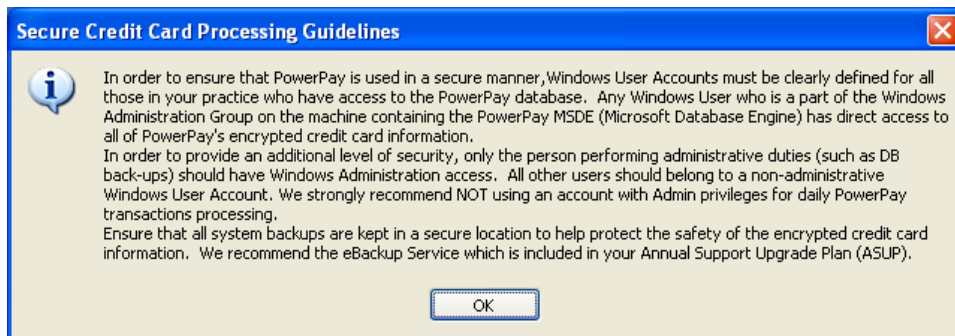 Secure Credit Card Processing Guidelines
In order to ensure that PowerPay is used in a secure manner,Windows User Accounts must be clearly defined for all
those in your practice who have access to the PowerPay database.  Any Windows User who is a part of the Windows
Administration Group on the machine containing the PowerPay MSDE (Microsoft Database Engine) has direct access to
all of PowerPay's encrypted credit card information.
In order to provide an additional level of security, only the person performing administrative duties (such as DB
back-ups) should have Windows Administration access.  All other users should belong to a non-administrative
Windows User Account. We strongly recommend NOT using an account with Admin privileges for daily PowerPay
transactions processing.
Ensure that all system backups are kept in a secure location to help protect the safety of the encrypted credit card
information.  We recommend the eBackup Service which is included in your Annual Support Upgrade Plan (ASUP).
OK